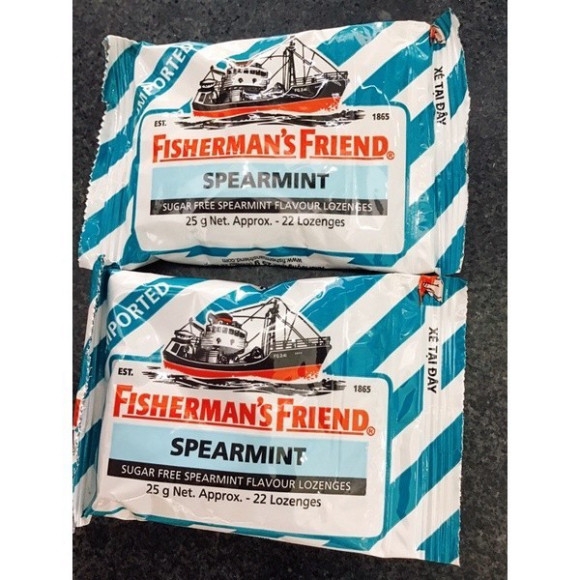 IMPORTED
EST.
1865
FISHERMAN'S FRIEND®
SPEARMINT
SUGAR FREE SPEARMINT FLAVOUR LOZENGES
25 g Net. Approx. - 22 Lozenges
XÉ TẠI ĐÂY
IMPORTED
EST.
1865
FISHERMAN'S FRIEND®
SPEARMINT
SUGAR FREE SPEARMINT FLAVOUR LOZENGES
25 g Net. Approx. - 22 Lozenges
XÉ TẠI ĐÂY